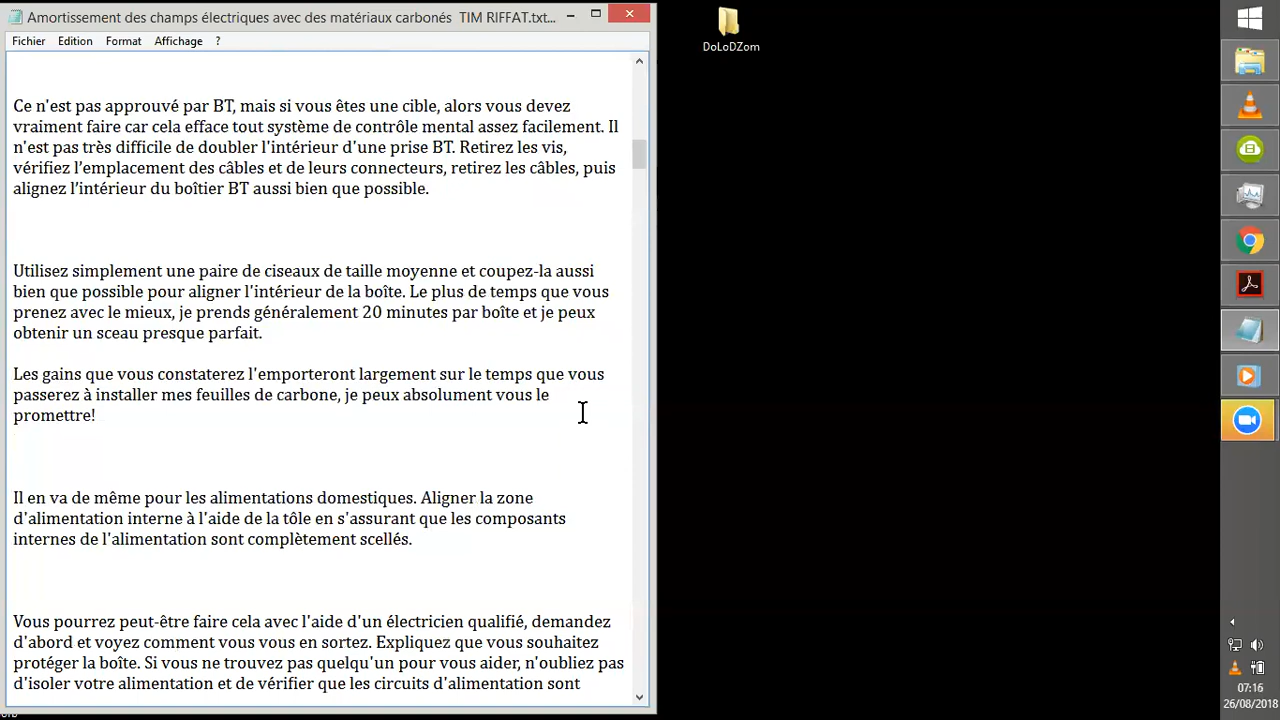 Amortissement des champs électriques avec des matériaux carbonés  TIM RIFFAT.txt...
Fichier Edition Format Affichage ?
Ce n'est pas approuvé par BT, mais si vous êtes une cible, alors vous devez
vraiment faire car cela efface tout système de contrôle mental assez facilement. Il
n'est pas très difficile de doubler l'intérieur d'une prise BT. Retirez les vis,
vérifiez l’emplacement des câbles et de leurs connecteurs, retirez les câbles, puis
alignez l’intérieur du boîtier BT aussi bien que possible.
Utilisez simplement une paire de ciseaux de taille moyenne et coupez-la aussi
bien que possible pour aligner l'intérieur de la boîte. Le plus de temps que vous
prenez avec le mieux, je prends généralement 20 minutes par boîte et je peux
obtenir un sceau presque parfait.
Les gains que vous constaterez l'emporteront largement sur le temps que vous
passerez à installer mes feuilles de carbone, je peux absolument vous le
promettre!
Il en va de même pour les alimentations domestiques. Aligner la zone
d'alimentation interne à l'aide de la tôle en s'assurant que les composants
internes de l'alimentation sont complètement scellés.
Vous pourrez peut-être faire cela avec l'aide d'un électricien qualifié, demandez
d'abord et voyez comment vous vous en sortez. Expliquez que vous souhaitez
protéger la boîte. Si vous ne trouvez pas quelqu'un pour vous aider, n'oubliez pas
d'isoler votre alimentation et de vérifier que les circuits d'alimentation sont
DoLoDZom
07:16
26/08/2018